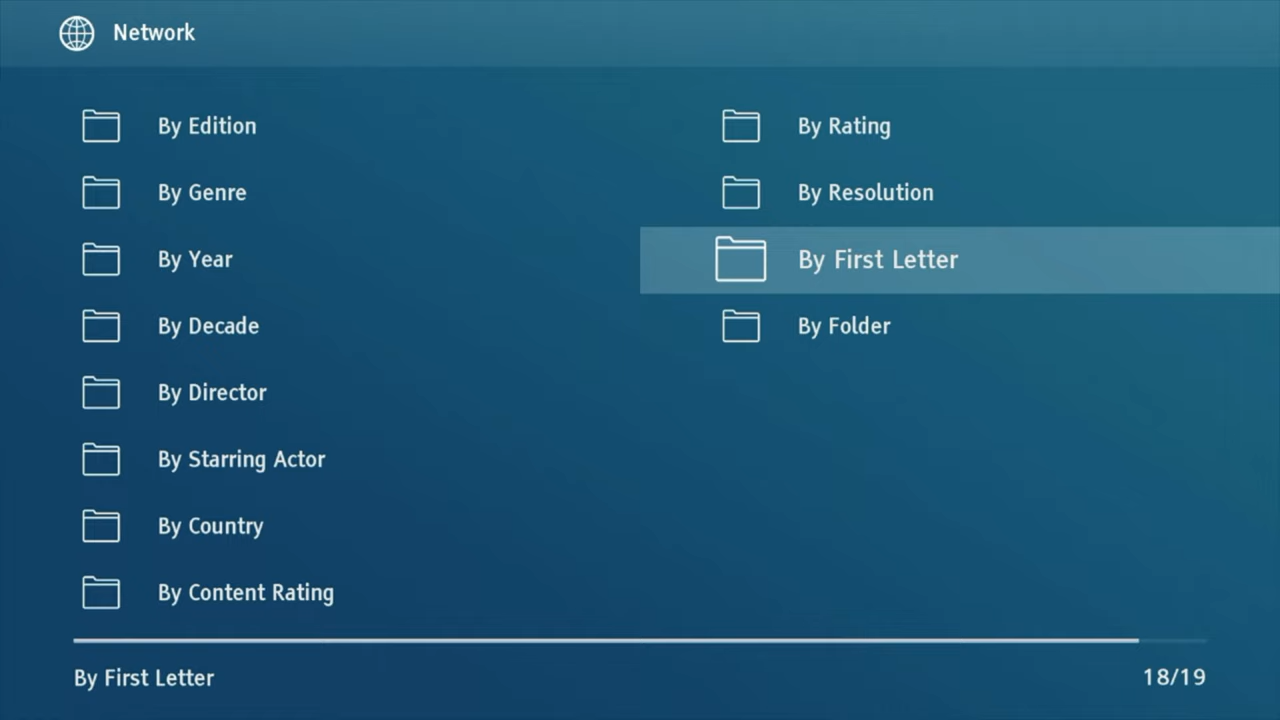 Network
By Edition
By Genre
By Year
By Decade
By Director
By Starring Actor
By Country
By Content Rating
By Rating
By Resolution
By First Letter
By Folder
By First Letter
18/19